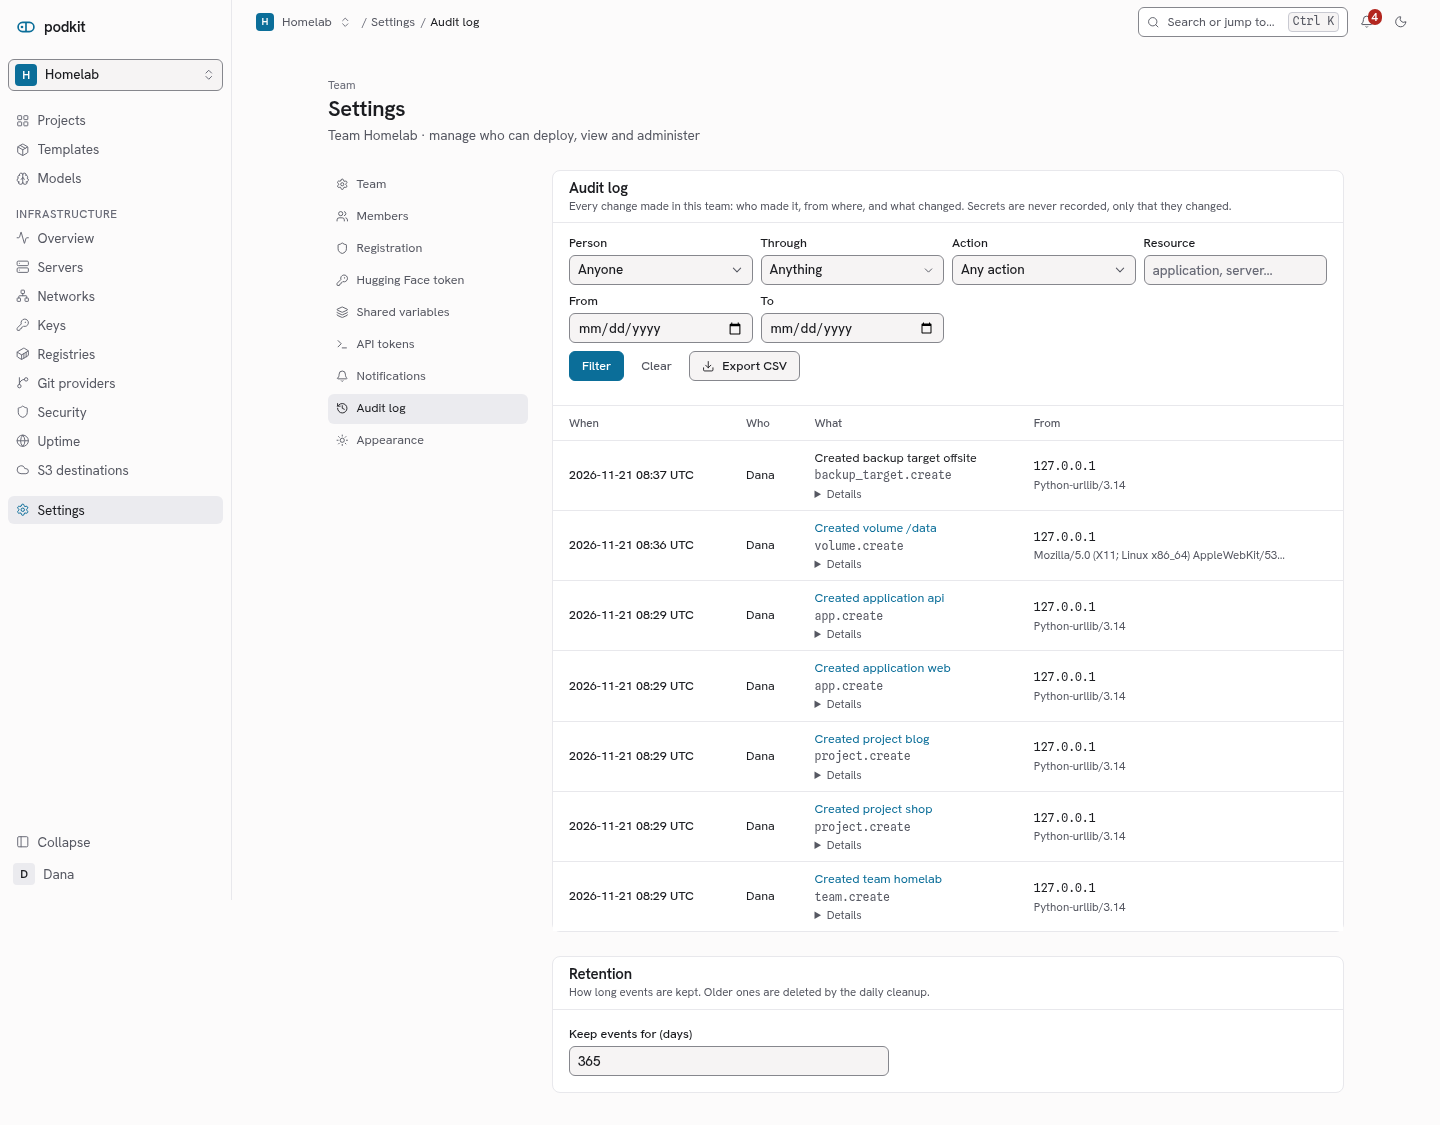 podkit
H Homelab
Projects
Templates
Models
INFRASTRUCTURE
Overview
Servers
Networks
Keys
Registries
Git providers
Security
Uptime
S3 destinations
Settings
Collapse
D Dana
H Homelab / Settings / Audit log
Search or jump to... Ctrl K
4
Team
Settings
Team Homelab · manage who can deploy, view and administer
Team
Members
Registration
Hugging Face token
Shared variables
API tokens
Notifications
Audit log
Appearance
Audit log
Every change made in this team: who made it, from where, and what changed. Secrets are never recorded, only that they changed.
Person Through Action Resource
Anyone Anything Any action application, server...
From To
mm/dd/yyyy mm/dd/yyyy
Filter Clear Export CSV
When Who What From
2026-11-21 08:37 UTC Dana Created backup target offsite 127.0.0.1
backup_target.create Python-urllib/3.14
Details
2026-11-21 08:36 UTC Dana Created volume /data 127.0.0.1
volume.create Mozilla/5.0 (X11; Linux x86_64) AppleWebKit/53...
Details
2026-11-21 08:29 UTC Dana Created application api 127.0.0.1
app.create Python-urllib/3.14
Details
2026-11-21 08:29 UTC Dana Created application web 127.0.0.1
app.create Python-urllib/3.14
Details
2026-11-21 08:29 UTC Dana Created project blog 127.0.0.1
project.create Python-urllib/3.14
Details
2026-11-21 08:29 UTC Dana Created project shop 127.0.0.1
project.create Python-urllib/3.14
Details
2026-11-21 08:29 UTC Dana Created team homelab 127.0.0.1
team.create Python-urllib/3.14
Details
Retention
How long events are kept. Older ones are deleted by the daily cleanup.
Keep events for (days)
365